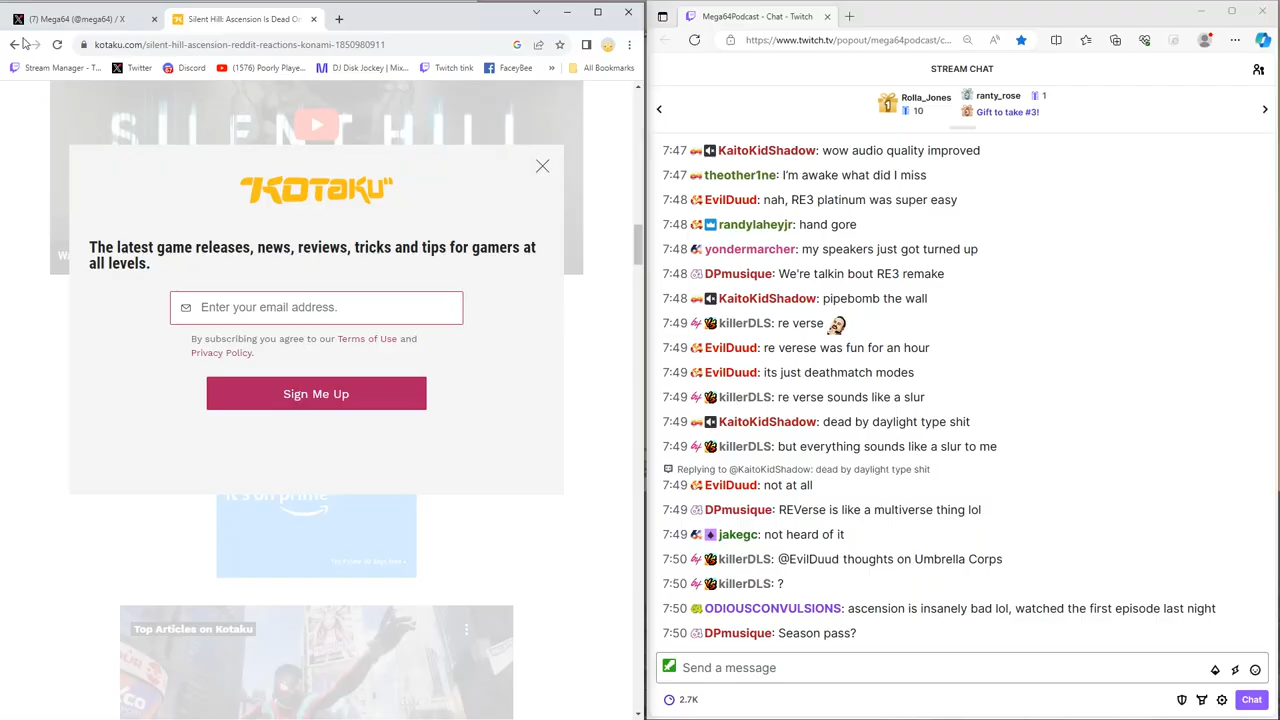 (7) Mega64 (@mega64) / X
Silent Hill: Ascension Is Dead On
kotaku.com/silent-hill-ascension-reddit-reactions-konami-1850980911
Stream Manager - T...
Twitter
Discord
(1576) Poorly Playe...
DJ Disk Jockey | Mix...
Twitch tink
FaceyBee
»
All Bookmarks
SILENT HILL
"KOTAKU"
The latest game releases, news, reviews, tricks and tips for gamers at
all levels.
Enter your email address.
By subscribing you agree to our Terms of Use and
Privacy Policy.
Sign Me Up
it's on prime
Top Articles on Kotaku
Mega64Podcast - Chat - Twitch
https://www.twitch.tv/popout/mega64podcast/c...
STREAM CHAT
1
Rolla_Jones
10
ranty_rose 1
Gift to take #3!
7:47 KaitoKidShadow: wow audio quality improved
7:47 theother1ne: I'm awake what did I miss
7:48 EvilDuud: nah, RE3 platinum was super easy
7:48 randylaheyjr: hand gore
7:48 yondermarcher: my speakers just got turned up
7:48 DPmusique: We're talkin bout RE3 remake
7:48 KaitoKidShadow: pipebomb the wall
7:49 killerDLS: re verse
7:49 EvilDuud: re verese was fun for an hour
7:49 EvilDuud: its just deathmatch modes
7:49 killerDLS: re verse sounds like a slur
7:49 KaitoKidShadow: dead by daylight type shit
7:49 killerDLS: but everything sounds like a slur to me
Replying to @KaitoKidShadow: dead by daylight type shit
7:49 EvilDuud: not at all
7:49 DPmusique: REVerse is like a multiverse thing lol
7:49 jakegc: not heard of it
7:50 killerDLS: @EvilDuud thoughts on Umbrella Corps
7:50 killerDLS: ?
7:50 ODIOUSCONVULSIONS: ascension is insanely bad lol, watched the first episode last night
7:50 DPmusique: Season pass?
Send a message
2.7K
Chat